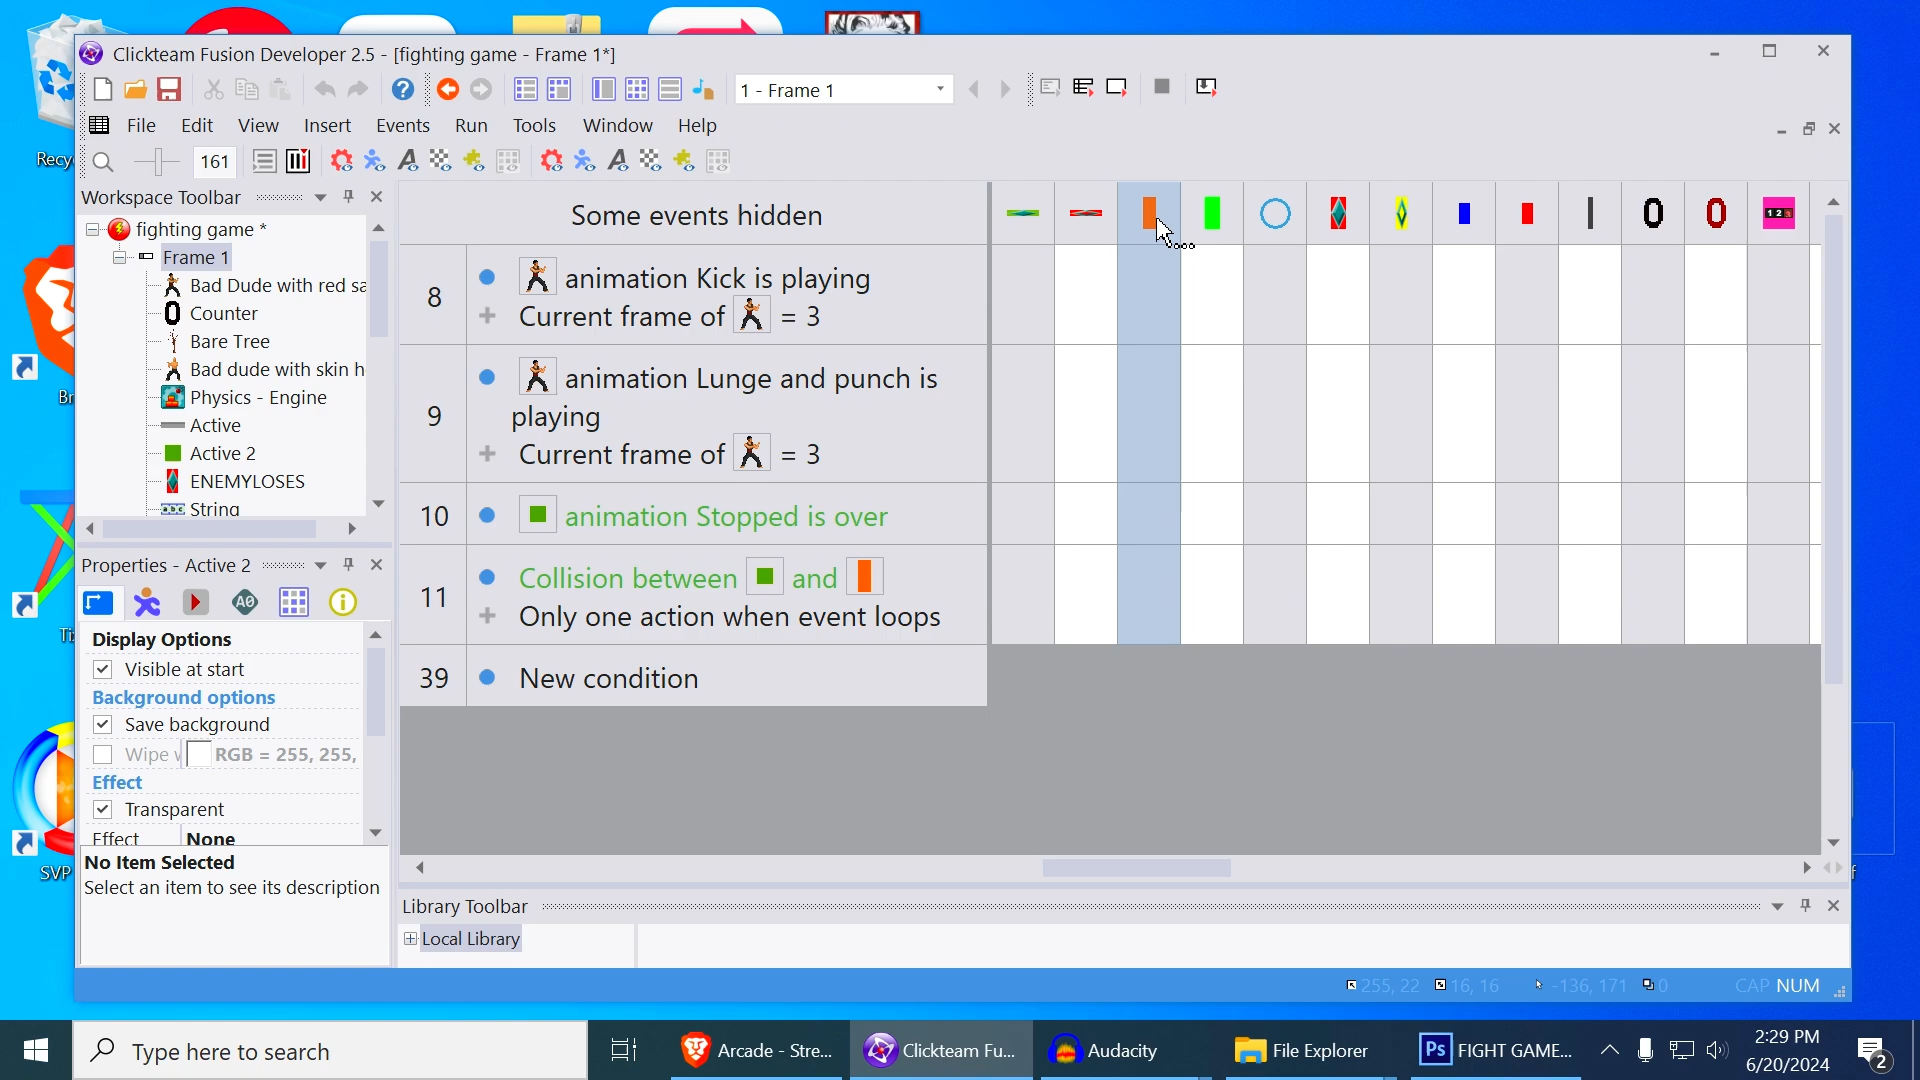 Clickteam Fusion Developer 2.5 - [fighting game - Frame 1*]
1 - Frame 1
File Edit View Insert Events Run Tools Window Help
161
Workspace Toolbar
fighting game *
Frame 1
Bad Dude with red sa
Counter
Bare Tree
Bad dude with skin h
Physics - Engine
Active
Active 2
ENEMYLOSES
String
Properties - Active 2
Display Options
Visible at start
Background options
Save background
Wipe w RGB = 255, 255,
Effect
Transparent
Effect None
No Item Selected
Select an item to see its description
Some events hidden
8
animation Kick is playing
Current frame of = 3
9
animation Lunge and punch is
playing
Current frame of = 3
10
animation Stopped is over
11
Collision between and
Only one action when event loops
39
New condition
Library Toolbar
Local Library
255, 22 16, 16 -136, 171 0 CAP NUM
Recy
Br
Ti
SVP
Type here to search
Arcade - Stre...
Clickteam Fu...
Audacity
File Explorer
Ps FIGHT GAME...
2:29 PM
6/20/2024
2